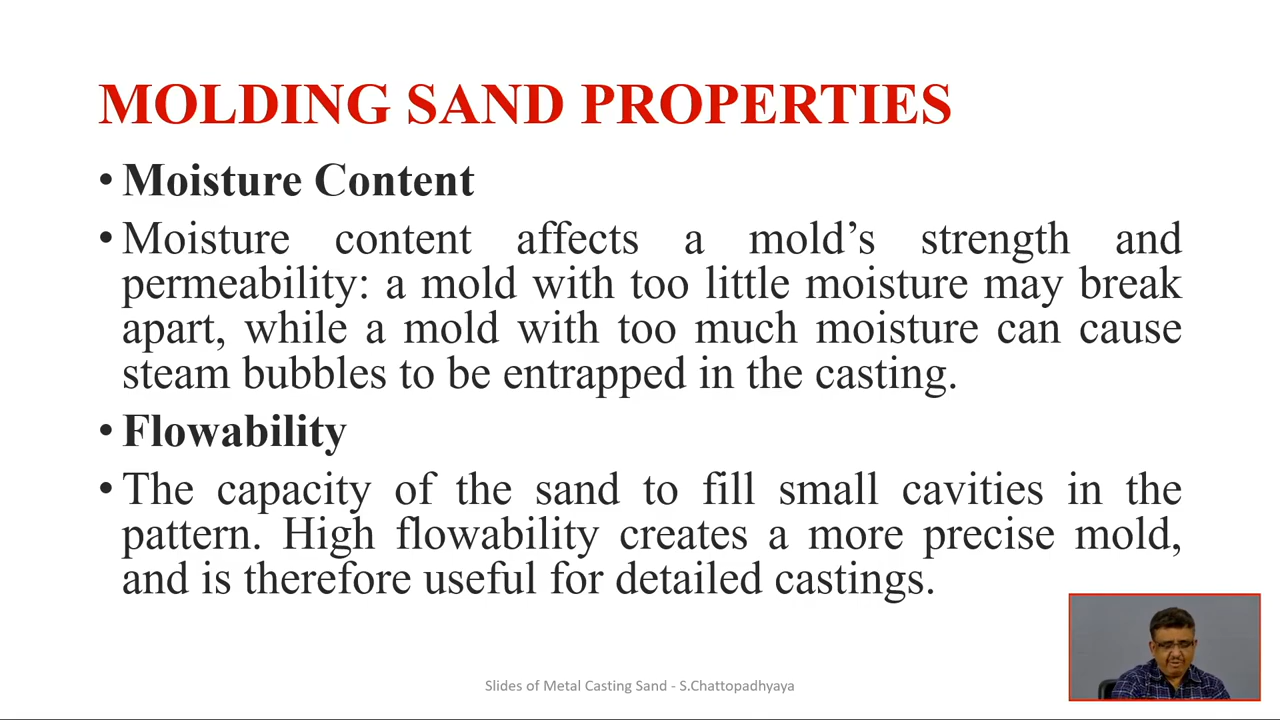 MOLDING SAND PROPERTIES
• Moisture Content
• Moisture content affects a mold’s strength and
permeability: a mold with too little moisture may break
apart, while a mold with too much moisture can cause
steam bubbles to be entrapped in the casting.
• Flowability
• The capacity of the sand to fill small cavities in the
pattern. High flowability creates a more precise mold,
and is therefore useful for detailed castings.
Slides of Metal Casting Sand - S.Chattopadhyaya